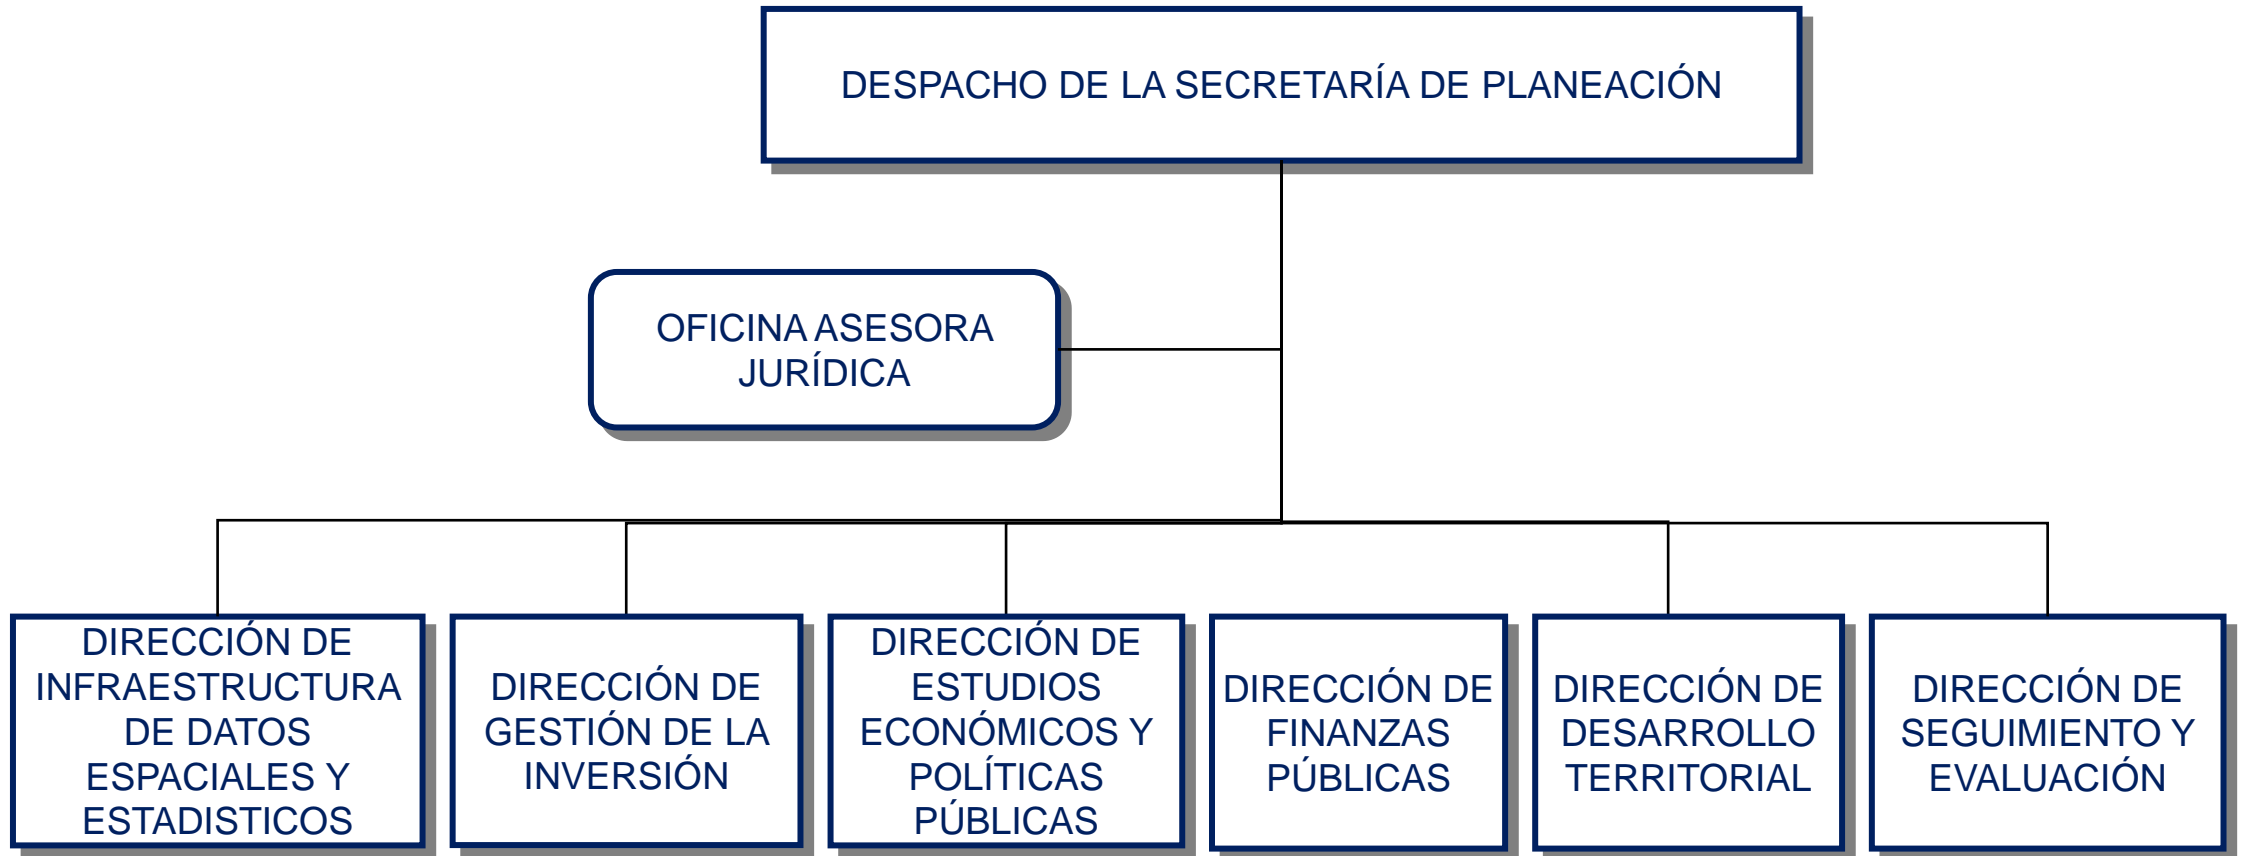 DESPACHO DE LA SECRETARÍA DE PLANEACIÓN
OFICINA ASESORA
JURÍDICA
DIRECCIÓN DE
INFRAESTRUCTURA
DE DATOS
ESPACIALES Y
ESTADISTICOS
DIRECCIÓN DE
GESTIÓN DE LA
INVERSIÓN
DIRECCIÓN DE
ESTUDIOS
ECONÓMICOS Y
POLÍTICAS
PÚBLICAS
DIRECCIÓN DE
FINANZAS
PÚBLICAS
DIRECCIÓN DE
DESARROLLO
TERRITORIAL
DIRECCIÓN DE
SEGUIMIENTO Y
EVALUACIÓN